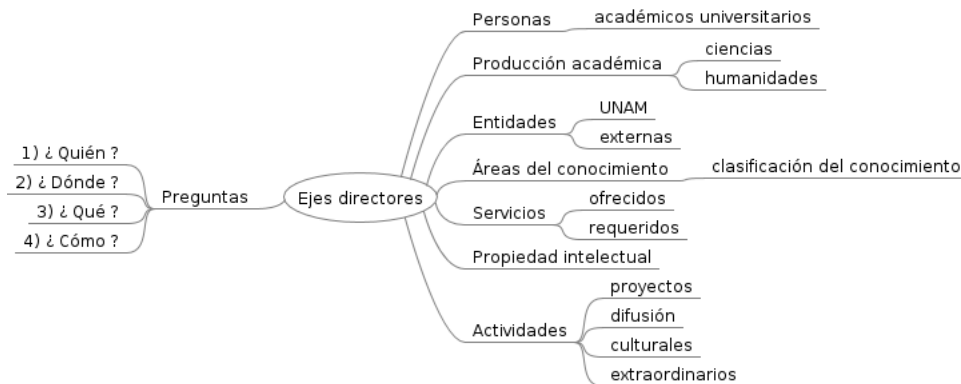 Ejes directores
Preguntas
1) ¿ Quién ?
2) ¿ Dónde ?
3) ¿ Qué ?
4) ¿ Cómo ?
Personas
académicos universitarios
Producción académica
ciencias
humanidades
Entidades
UNAM
externas
Áreas del conocimiento
clasificación del conocimiento
Servicios
ofrecidos
requeridos
Propiedad intelectual
Actividades
proyectos
difusión
culturales
extraordinarios